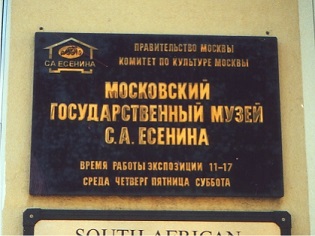 С.А ЕСЕНИНА
ПРАВИТЕЛЬСТВО МОСКВЫ
КОМИТЕТ ПО КУЛЬТУРЕ МОСКВЫ
МОСКОВСКИЙ
ГОСУДАРСТВЕННЫЙ МУЗЕЙ
С.А. ЕСЕНИНА
ВРЕМЯ РАБОТЫ ЭКСПОЗИЦИИ 11-17
СРЕДА ЧЕТВЕРГ ПЯТНИЦА СУББОТА
SOUTH AFRICAN